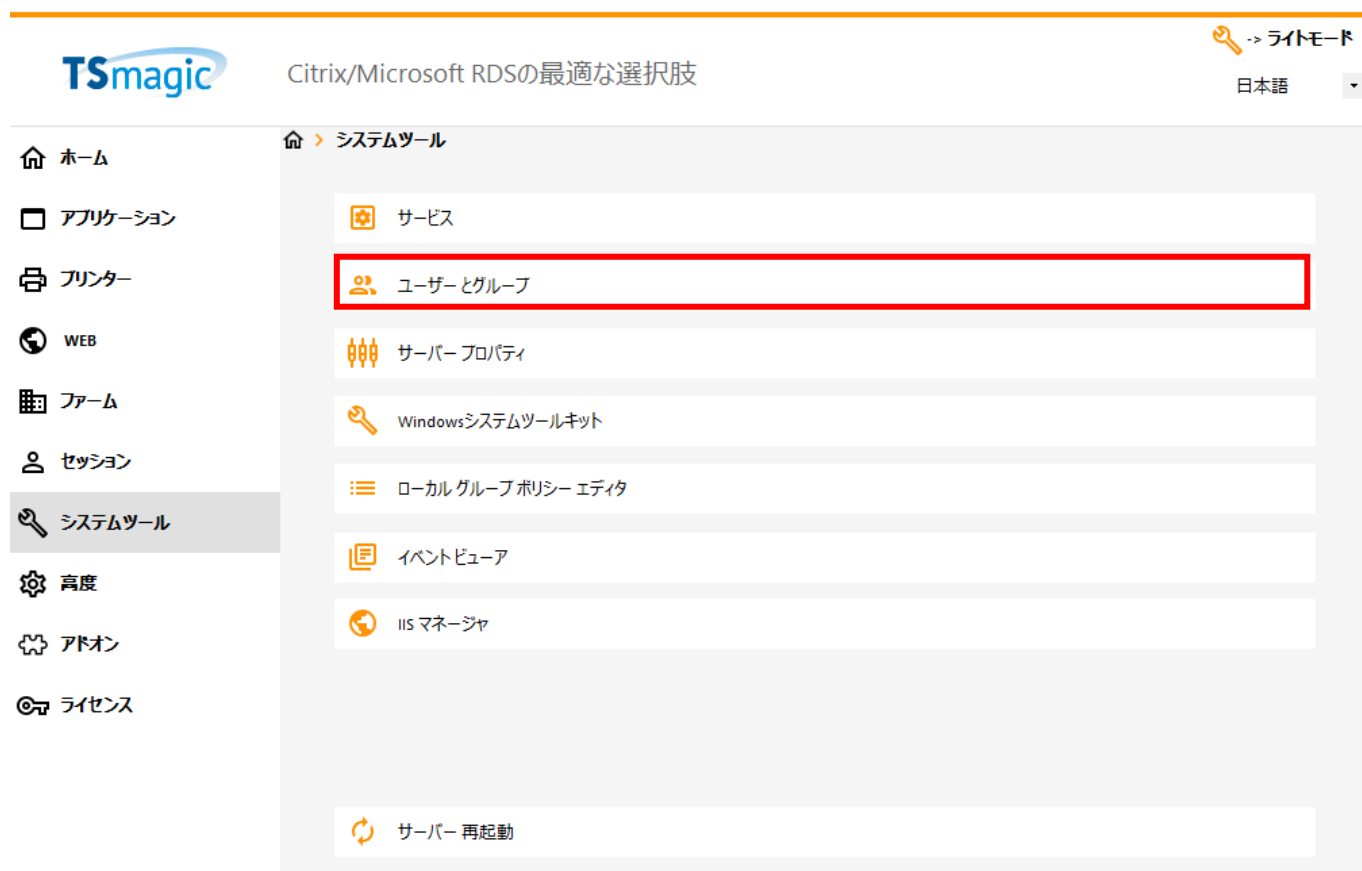 -> ライトモード
TSmagic
Citrix/Microsoft RDSの最適な選択肢
日本語
システムツール
ホーム
アプリケーション
プリンター
WEB
ファーム
セッション
システムツール
高度
アドオン
ライセンス
サービス
ユーザーとグループ
サーバー プロパティ
Windowsシステムツールキット
ローカル グループ ポリシー エディタ
イベントビューア
IIS マネージャ
サーバー 再起動